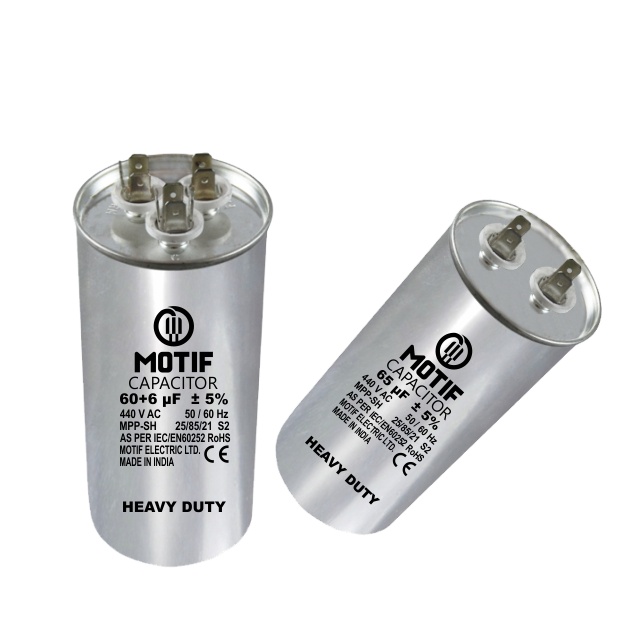 MOTIF
CAPACITOR
60+6 µF ± 5%
440 V AC 50 / 60 Hz
MPP-SH 25/85/21 S2
AS PER IEC/EN60252 RoHS
MOTIF ELECTRIC LTD. CE
MADE IN INDIA
HEAVY DUTY
MOTIF
CAPACITOR
65 µF ± 5%
440 V AC 50 / 60 Hz
MPP-SH 25/85/21 S2
AS PER IEC/EN60252 RoHS
MOTIF ELECTRIC LTD. CE
MADE IN INDIA
HEAVY DUTY